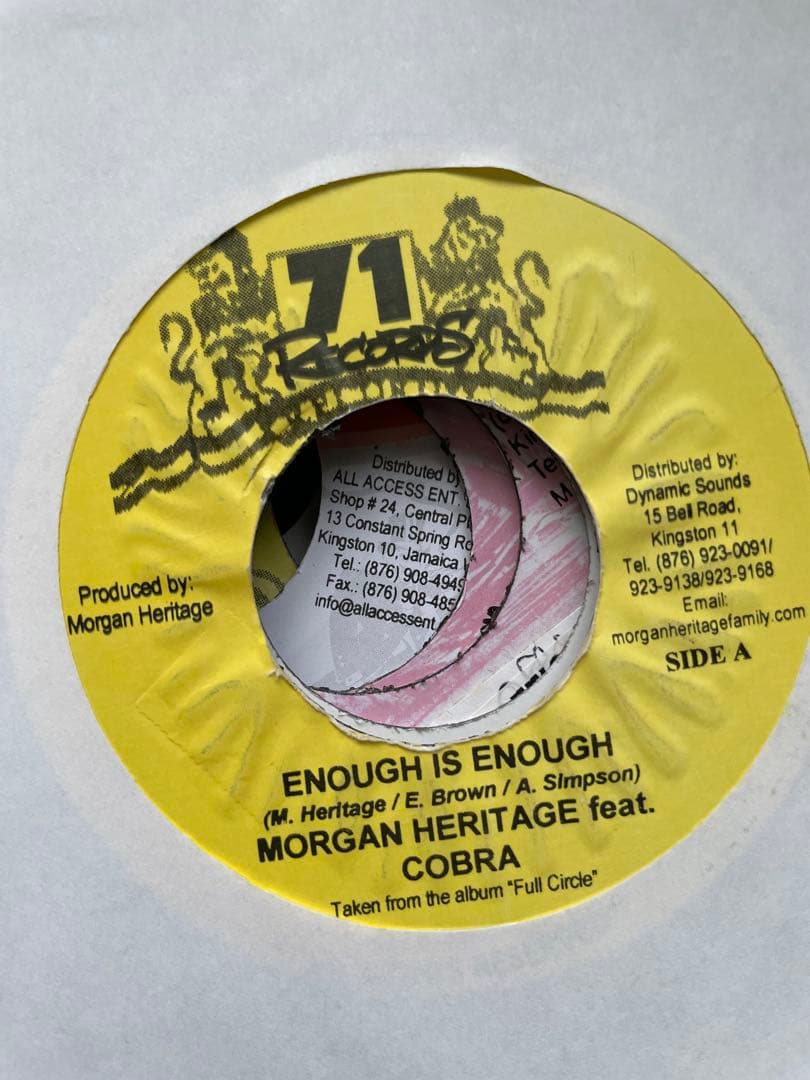 71
RECORDS
Produced by:
Morgan Heritage
Distributed by:
Dynamic Sounds
15 Bell Road,
Kingston 11
Tel. (876) 923-0091/
923-9138/923-9168
Email:
morganheritagefamily.com
SIDE A
Distributed by
ALL ACCESS ENT.
Shop # 24, Central
13 Constant Spring
Kingston 10, Jamaica
Tel.: (876) 908-494
Fax.: (876) 908-485
info@allaccessent.
ENOUGH IS ENOUGH
(M. Heritage / E. Brown / A. SImpson)
MORGAN HERITAGE feat.
COBRA
Taken from the album "Full Circle"